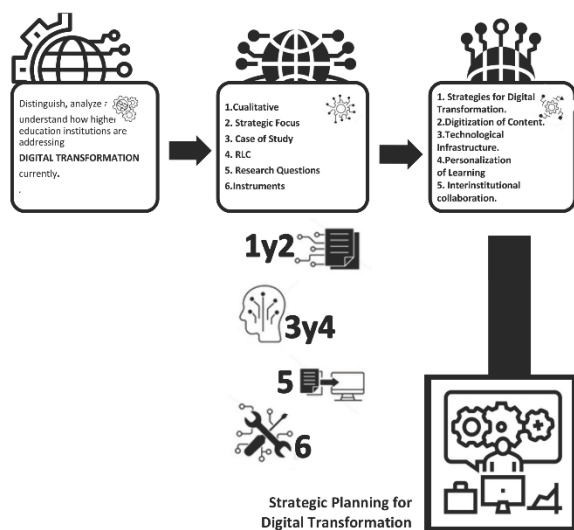 Distinguish, analyze
understand how higher
education institutions are
addressing
DIGITAL TRANSFORMATION
currently.
.
1.Cualitative
2. Strategic Focus
3. Case of Study
4. RLC
5. Research Questions
6.Instruments
1. Strategies for Digital
Transformation.
2.Digitization of Content.
3.Technological
Infrastructure.
4.Personalization
of Learning
5. Interinstitutional
collaboration.
1y2
3y4
5
6
Strategic Planning for
Digital Transformation